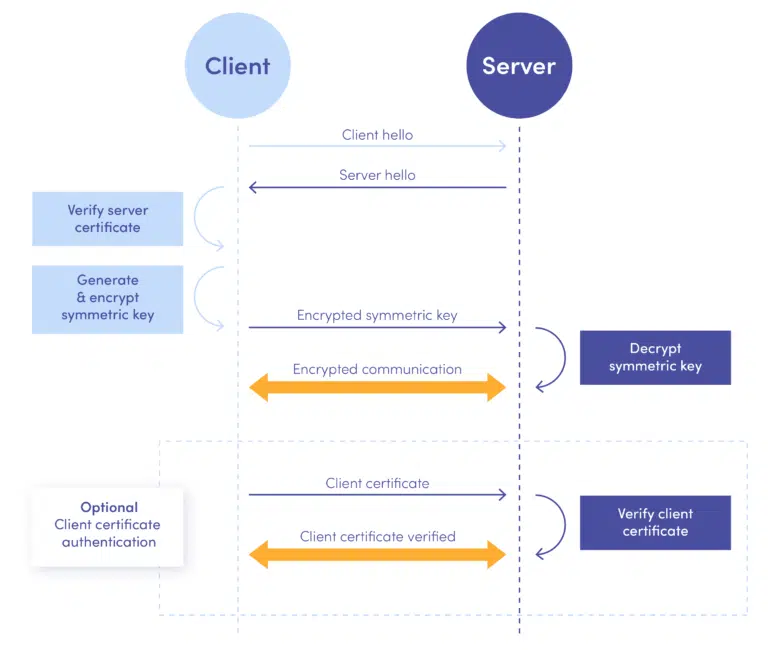 Client
Server
Client hello
Server hello
Verify server
certificate
Generate
& encrypt
symmetric key
Encrypted symmetric key
Decrypt
symmetric key
Encrypted communication
Client certificate
Optional
Client certificate
authentication
Verify client
certificate
Client certificate verified